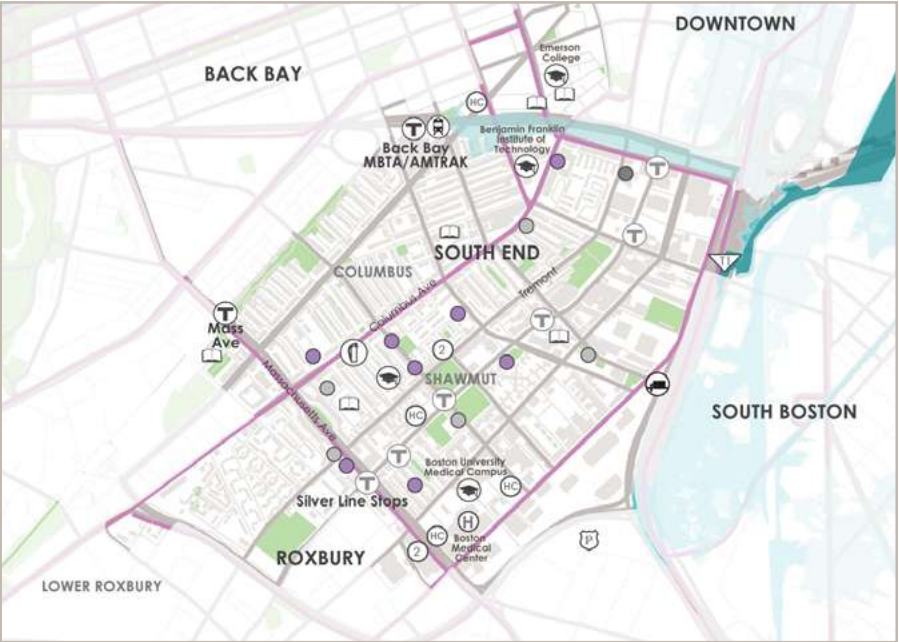 DOWNTOWN
Emerson
College
BACK BAY
HC
T
Back Bay
MBTA/AMTRAK
Benjamin Franklin
Institute of
Technology
T
T
SOUTH END
COLUMBUS
Columbus Ave
Tremont
T
Mass
Ave
T
2
SHAWMUT
T
HC
SOUTH BOSTON
Massachusetts Ave
T
T
Silver Line Stops
Boston University
Medical Campus
HC
H
HC
Boston
Medical
Center
2
P
ROXBURY
LOWER ROXBURY